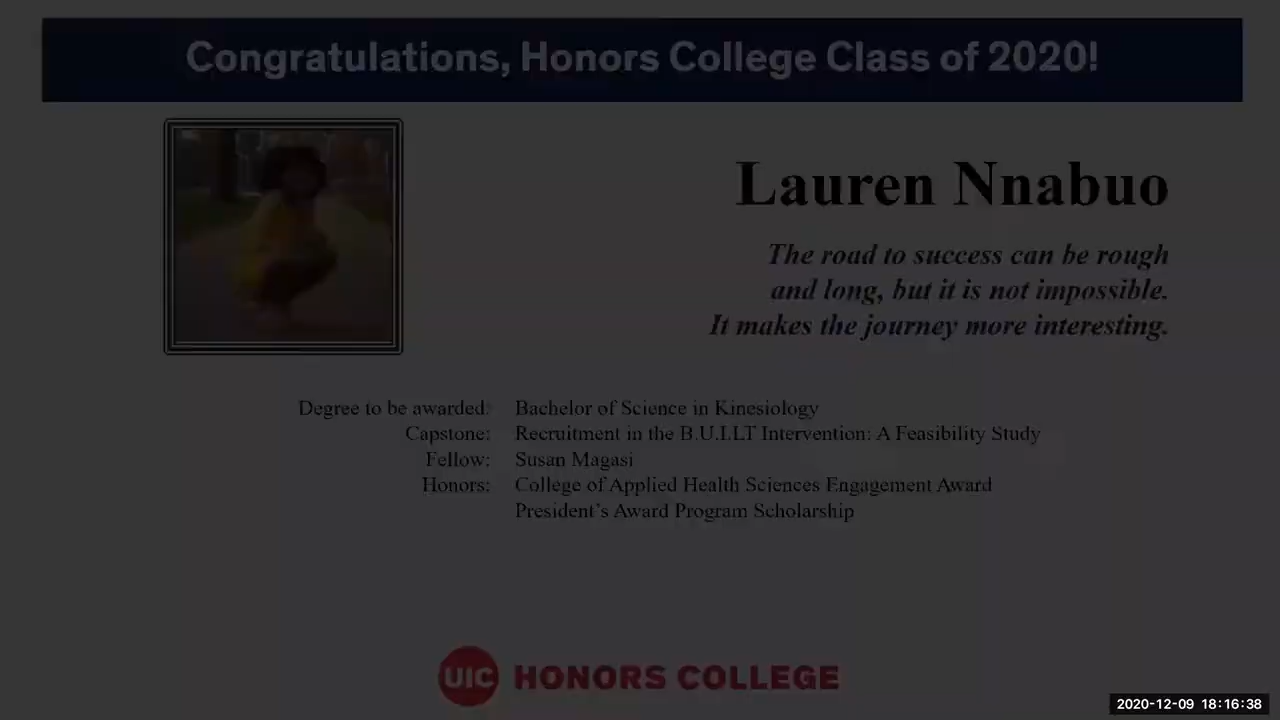 Congratulations, Honors College Class of 2020!
Lauren Nnabuo
The road to success can be rough
and long, but it is not impossible.
It makes the journey more interesting.
Degree to be awarded: Bachelor of Science in Kinesiology
Capstone: Recruitment in the B.U.I.LT Intervention: A Feasibility Study
Fellow: Susan Magasi
Honors: College of Applied Health Sciences Engagement Award
President's Award Program Scholarship
UIC HONORS COLLEGE
2020-12-09 18:16:38